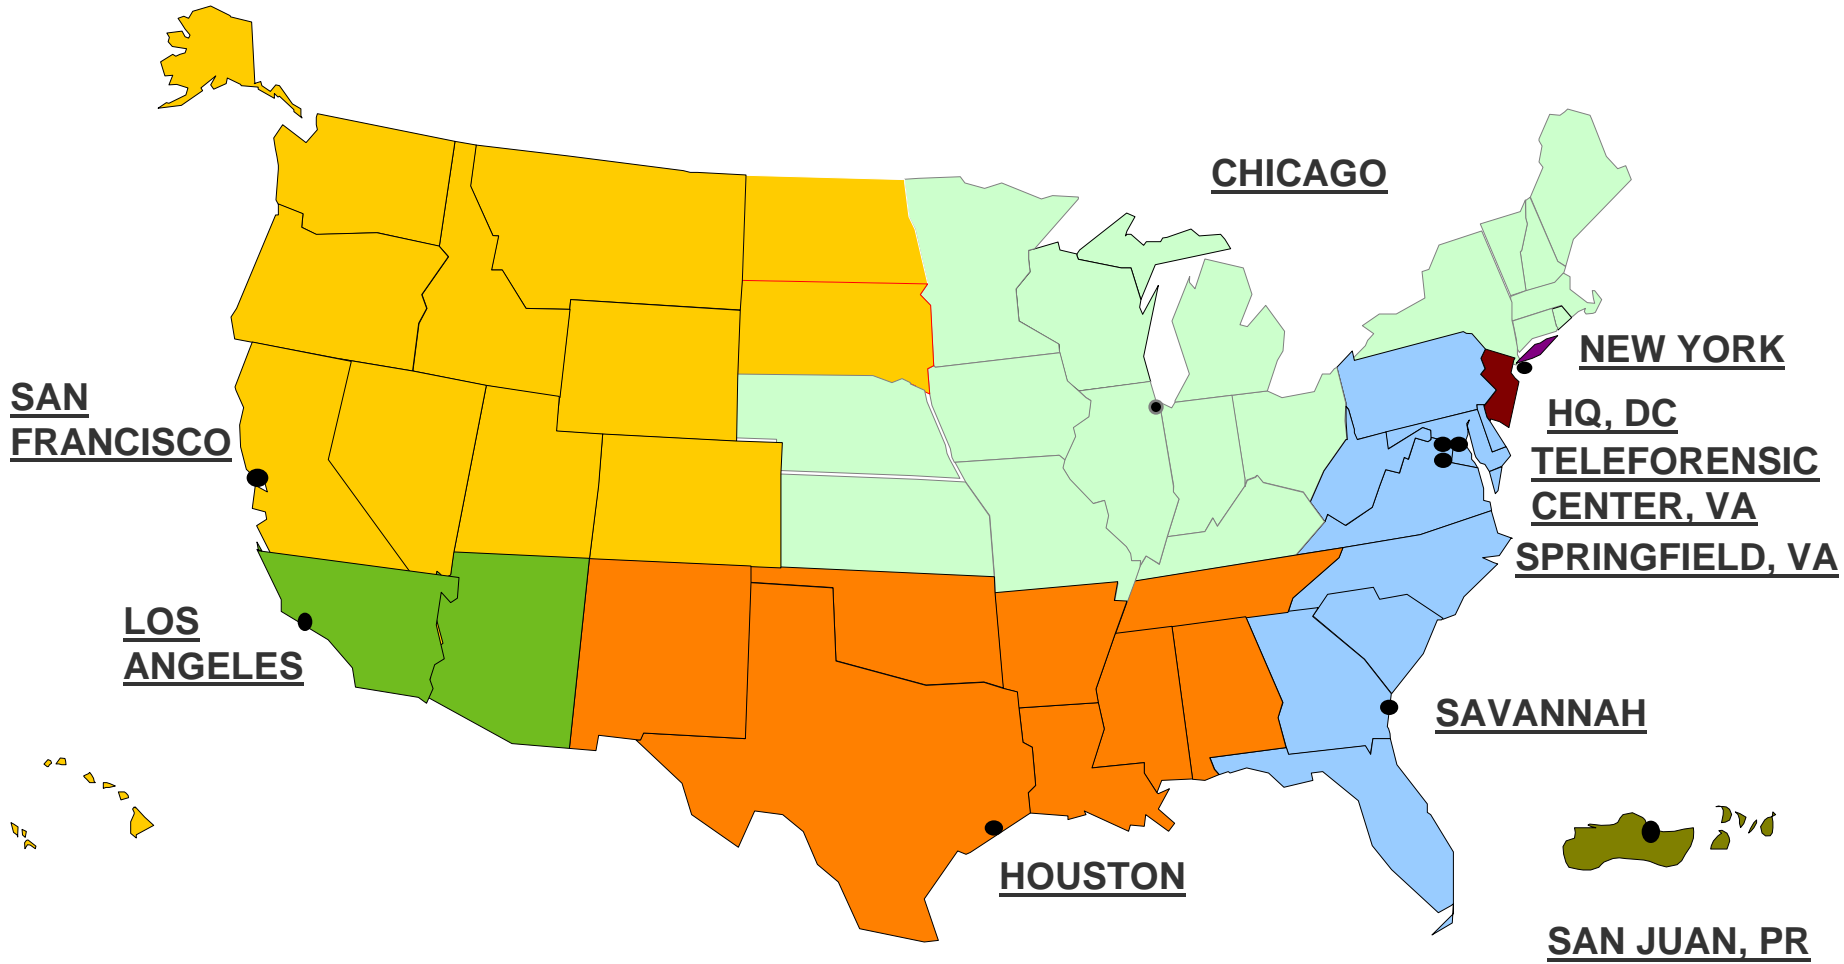 CHICAGO
NEW YORK
SAN
FRANCISCO
HQ, DC
TELEFORENSIC
CENTER, VA
SPRINGFIELD, VA
LOS
ANGELES
SAVANNAH
HOUSTON
SAN JUAN, PR